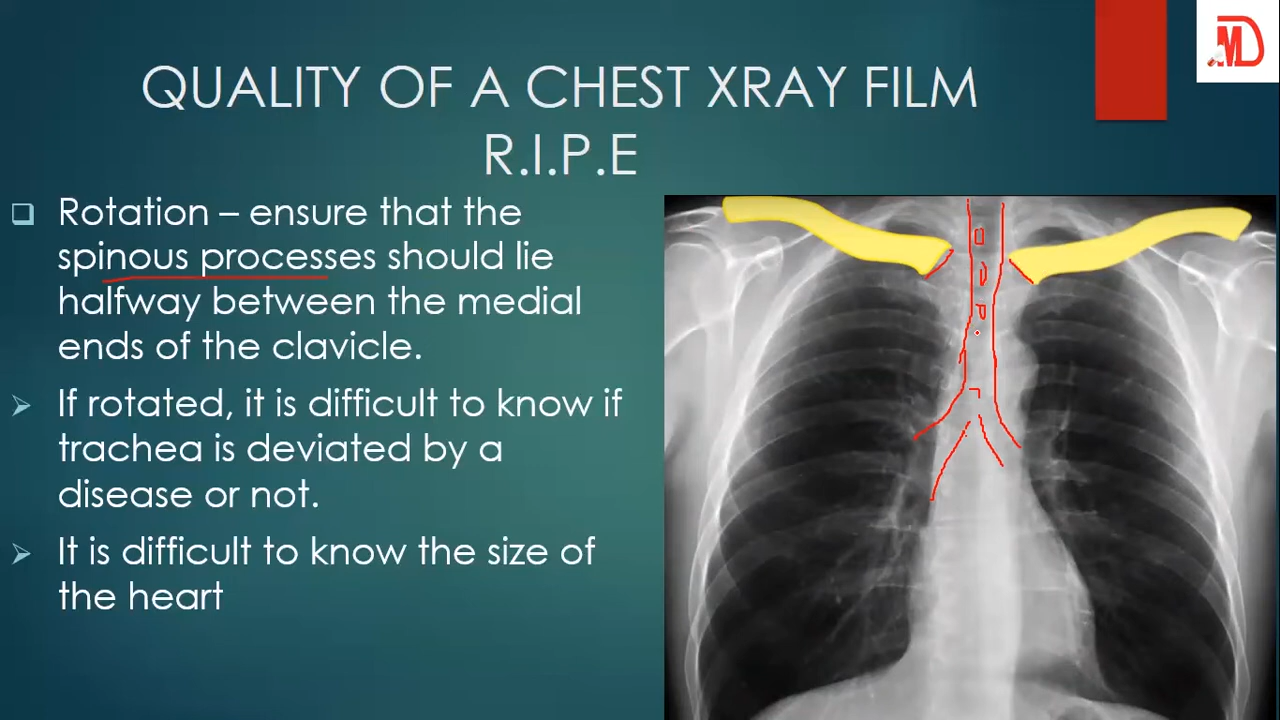 QUALITY OF A CHEST XRAY FILM
R.I.P.E
Rotation – ensure that the
spinous processes should lie
halfway between the medial
ends of the clavicle.
If rotated, it is difficult to know if
trachea is deviated by a
disease or not.
It is difficult to know the size of
the heart
MD